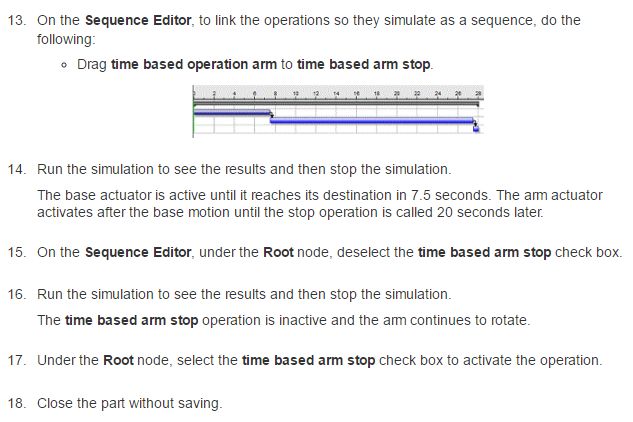 13. On the Sequence Editor, to link the operations so they simulate as a sequence, do the
following:
Drag time based operation arm to time based arm stop.
2 4 6 8 10 12 14 16 18 20 22 24 26 28
14. Run the simulation to see the results and then stop the simulation.
The base actuator is active until it reaches its destination in 7.5 seconds. The arm actuator
activates after the base motion until the stop operation is called 20 seconds later.
15. On the Sequence Editor, under the Root node, deselect the time based arm stop check box.
16. Run the simulation to see the results and then stop the simulation.
The time based arm stop operation is inactive and the arm continues to rotate.
17. Under the Root node, select the time based arm stop check box to activate the operation.
18. Close the part without saving.